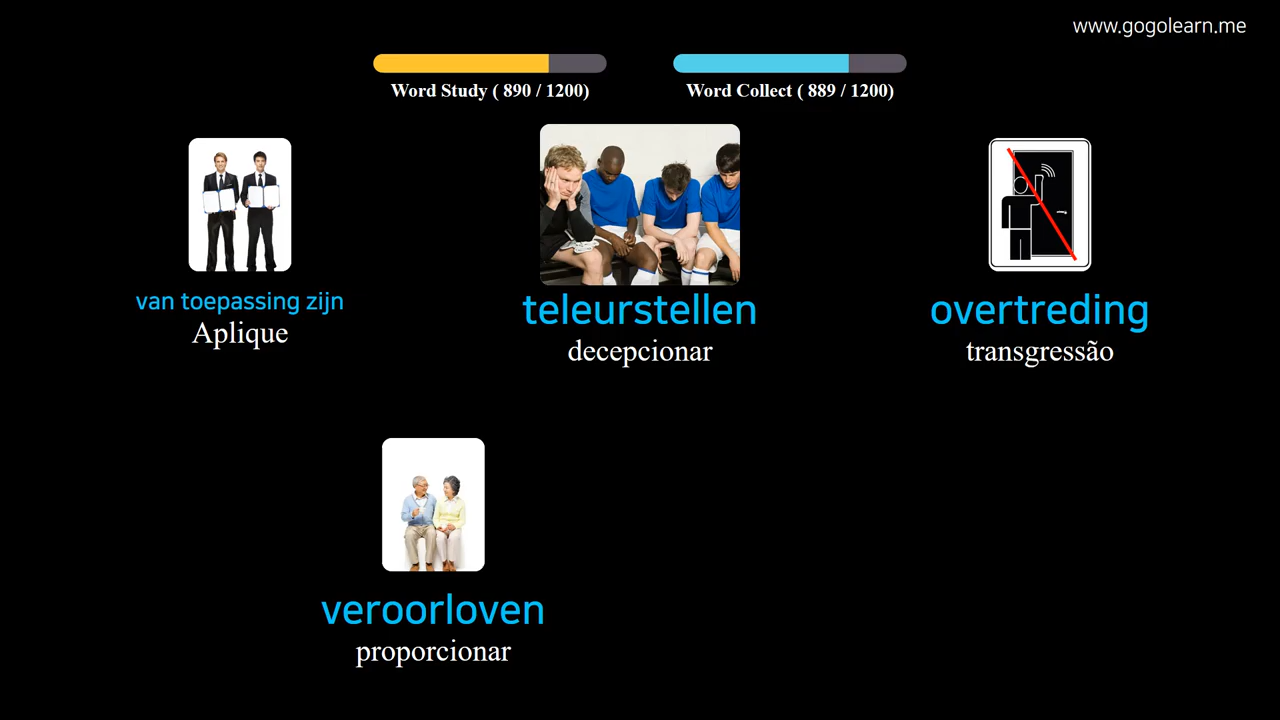 www.gogolearn.me
Word Study ( 890 / 1200)
Word Collect ( 889 / 1200)
van toepassing zijn
Aplique
teleurstellen
decepcionar
overtreding
transgressão
veroorloven
proporcionar